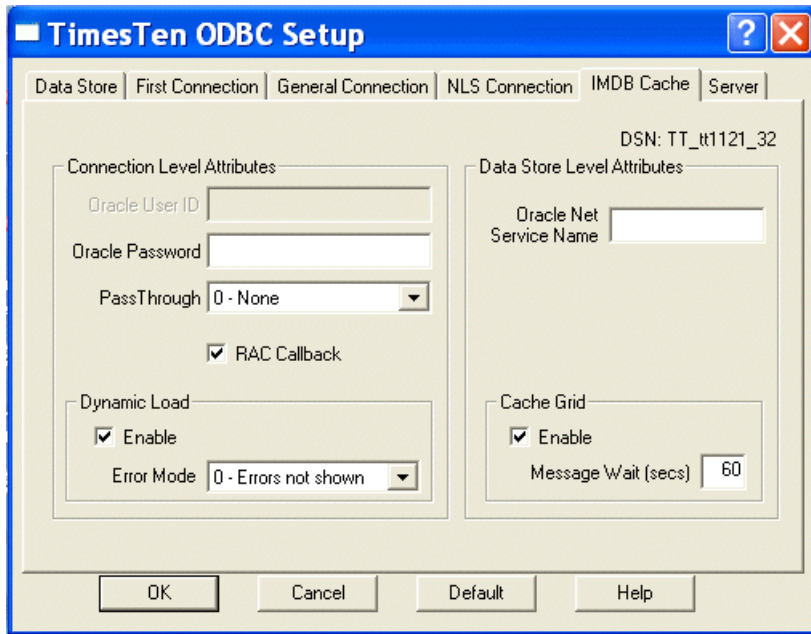 TimesTen ODBC Setup
Data Store First Connection General Connection NLS Connection IMDB Cache Server
DSN: TT_tt1121_32
Connection Level Attributes
Oracle User ID
Oracle Password
PassThrough 0 - None
RAC Callback
Dynamic Load
Enable
Error Mode 0 - Errors not shown
Data Store Level Attributes
Oracle Net
Service Name
Cache Grid
Enable
Message Wait (secs) 60
OK Cancel Default Help